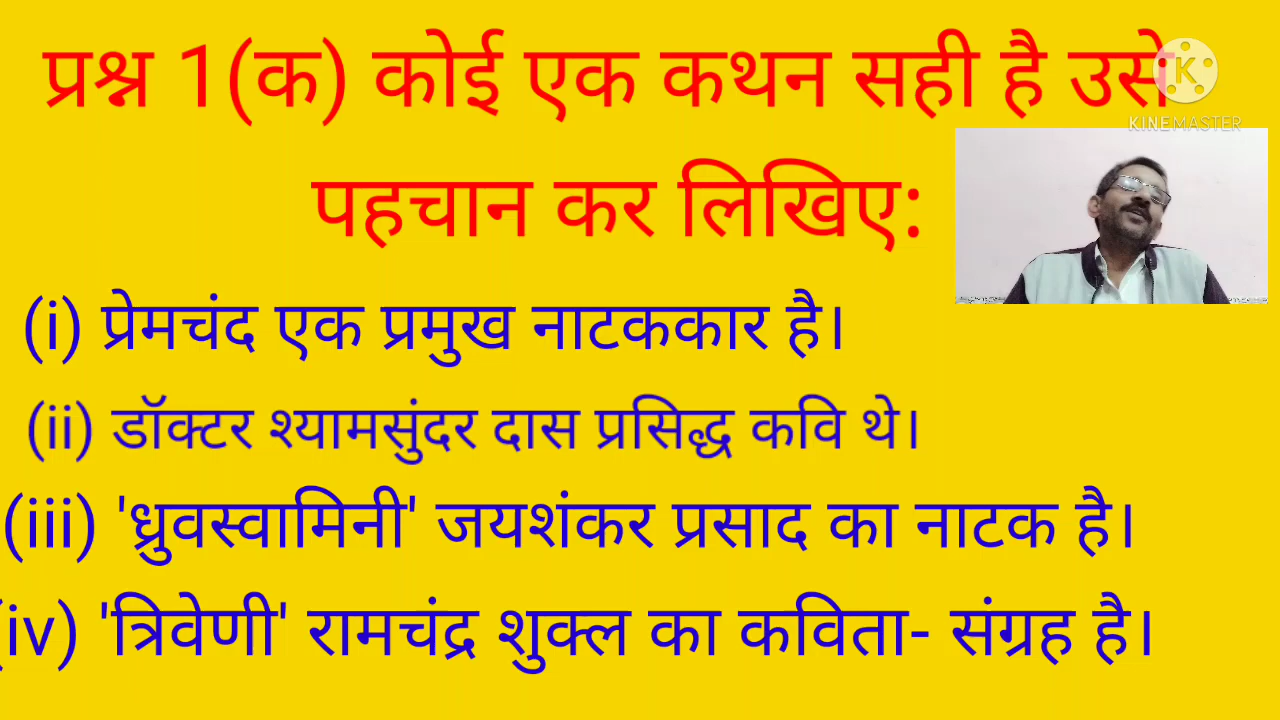 प्रश्न 1(क) कोई एक कथन सही है उसे
K
KINEMASTER
पहचान कर लिखिए:
(i) प्रेमचंद एक प्रमुख नाटककार है।
(ii) डॉक्टर श्यामसुंदर दास प्रसिद्ध कवि थे।
(iii) 'ध्रुवस्वामिनी' जयशंकर प्रसाद का नाटक है।
(iv) 'त्रिवेणी' रामचंद्र शुक्ल का कविता- संग्रह है।